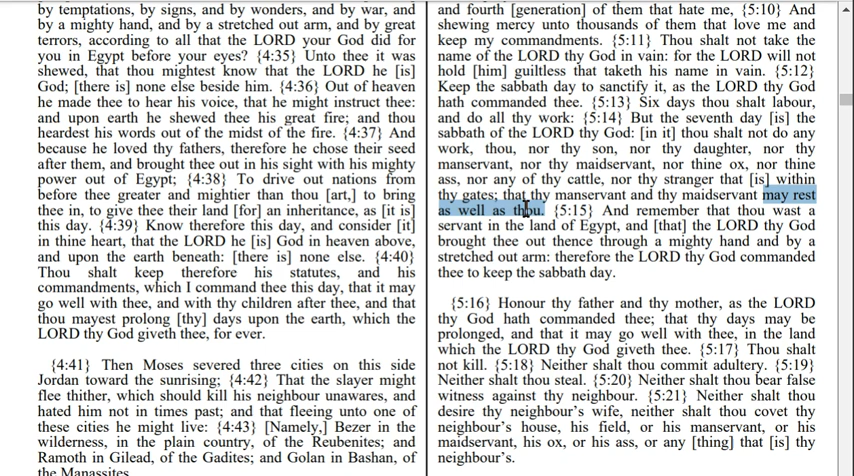 by temptations, by signs, and by wonders, and by war, and
by a mighty hand, and by a stretched out arm, and by great
terrors, according to all that the LORD your God did for
you in Egypt before your eyes? {4:35} Unto thee it was
shewed, that thou mightest know that the LORD he [is]
God; [there is] none else beside him. {4:36} Out of heaven
he made thee to hear his voice, that he might instruct thee:
and upon earth he shewed thee his great fire; and thou
heardest his words out of the midst of the fire. {4:37} And
because he loved thy fathers, therefore he chose their seed
after them, and brought thee out in his sight with his mighty
power out of Egypt; {4:38} To drive out nations from
before thee greater and mightier than thou [art,] to bring
thee in, to give thee their land [for] an inheritance, as [it is]
this day. {4:39} Know therefore this day, and consider [it]
in thine heart, that the LORD he [is] God in heaven above,
and upon the earth beneath: [there is] none else. {4:40}
Thou shalt keep therefore his statutes, and his
commandments, which I command thee this day, that it may
go well with thee, and with thy children after thee, and that
thou mayest prolong [thy] days upon the earth, which the
LORD thy God giveth thee, for ever.
{4:41} Then Moses severed three cities on this side
Jordan toward the sunrising; {4:42} That the slayer might
flee thither, which should kill his neighbour unawares, and
hated him not in times past; and that fleeing unto one of
these cities he might live: {4:43} [Namely,] Bezer in the
wilderness, in the plain country, of the Reubenites; and
Ramoth in Gilead, of the Gadites; and Golan in Bashan, of
the Manassites.
and fourth [generation] of them that hate me, {5:10} And
shewing mercy unto thousands of them that love me and
keep my commandments. {5:11} Thou shalt not take the
name of the LORD thy God in vain: for the LORD will not
hold [him] guiltless that taketh his name in vain. {5:12}
Keep the sabbath day to sanctify it, as the LORD thy God
hath commanded thee. {5:13} Six days thou shalt labour,
and do all thy work: {5:14} But the seventh day [is] the
sabbath of the LORD thy God: [in it] thou shalt not do any
work, thou, nor thy son, nor thy daughter, nor thy
manservant, nor thy maidservant, nor thine ox, nor thine
ass, nor any of thy cattle, nor thy stranger that [is] within
thy gates; that thy manservant and thy maidservant may rest
as well as thou. {5:15} And remember that thou wast a
servant in the land of Egypt, and [that] the LORD thy God
brought thee out thence through a mighty hand and by a
stretched out arm: therefore the LORD thy God commanded
thee to keep the sabbath day.
{5:16} Honour thy father and thy mother, as the LORD
thy God hath commanded thee; that thy days may be
prolonged, and that it may go well with thee, in the land
which the LORD thy God giveth thee. {5:17} Thou shalt
not kill. {5:18} Neither shalt thou commit adultery. {5:19}
Neither shalt thou steal. {5:20} Neither shalt thou bear false
witness against thy neighbour. {5:21} Neither shalt thou
desire thy neighbour's wife, neither shalt thou covet thy
neighbour's house, his field, or his manservant, or his
maidservant, his ox, or his ass, or any [thing] that [is] thy
neighbour's.